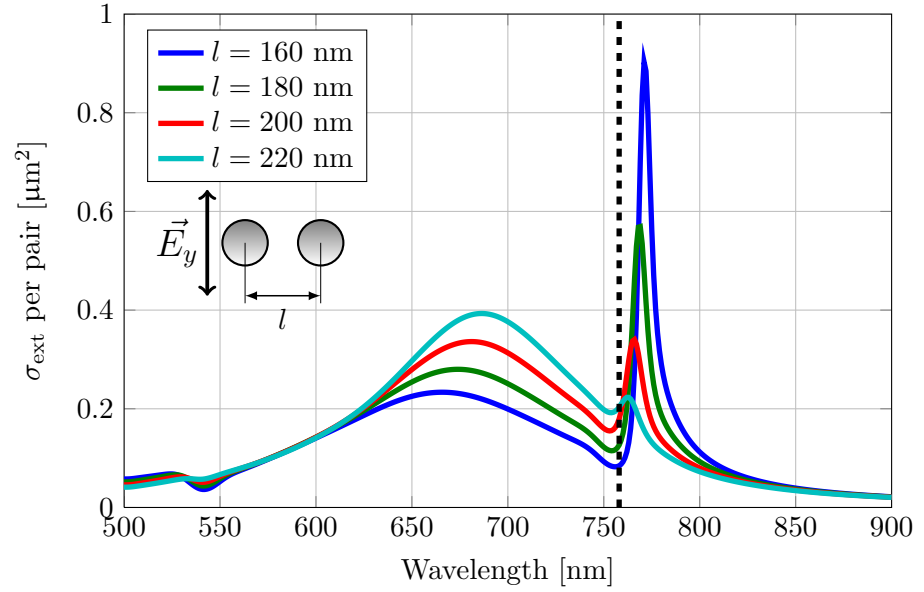 1
0.8
0.6
0.4
0.2
0
σext per pair [μm²]
l = 160 nm
l = 180 nm
l = 200 nm
l = 220 nm
E⃗y
l
500 550 600 650 700 750 800 850 900
Wavelength [nm]